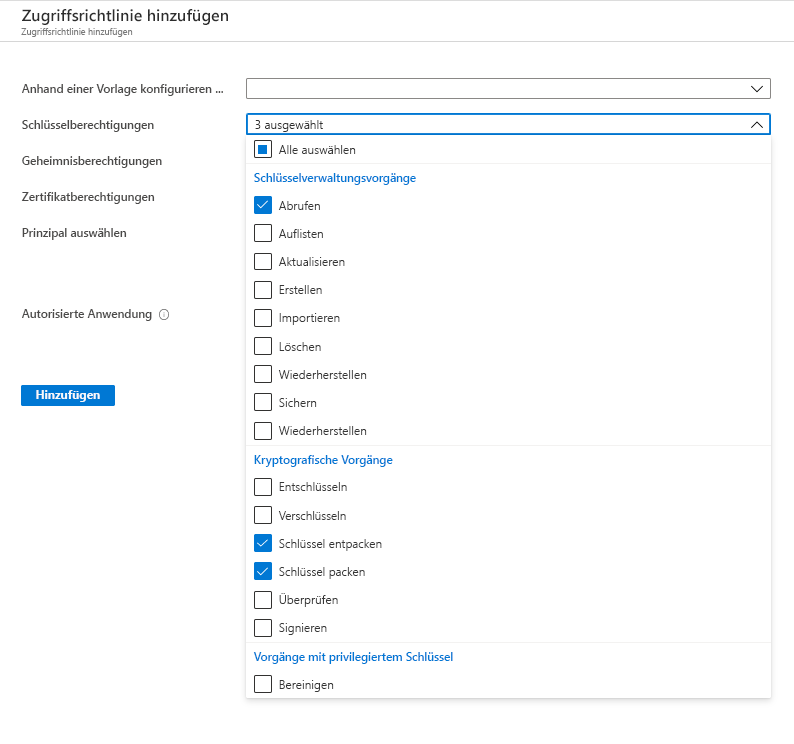 Zugriffsrichtlinie hinzufügen
Zugriffsrichtlinie hinzufügen
Anhand einer Vorlage konfigurieren ...
Schlüsselberechtigungen
3 ausgewählt
Alle auswählen
Geheimnisberechtigungen
Schlüsselverwaltungsvorgänge
Zertifikatberechtigungen
Abrufen
Prinzipal auswählen
Auflisten
Aktualisieren
Erstellen
Autorisierte Anwendung
Importieren
Löschen
Wiederherstellen
Hinzufügen
Sichern
Wiederherstellen
Kryptografische Vorgänge
Entschlüsseln
Verschlüsseln
Schlüssel entpacken
Schlüssel packen
Überprüfen
Signieren
Vorgänge mit privilegiertem Schlüssel
Bereinigen